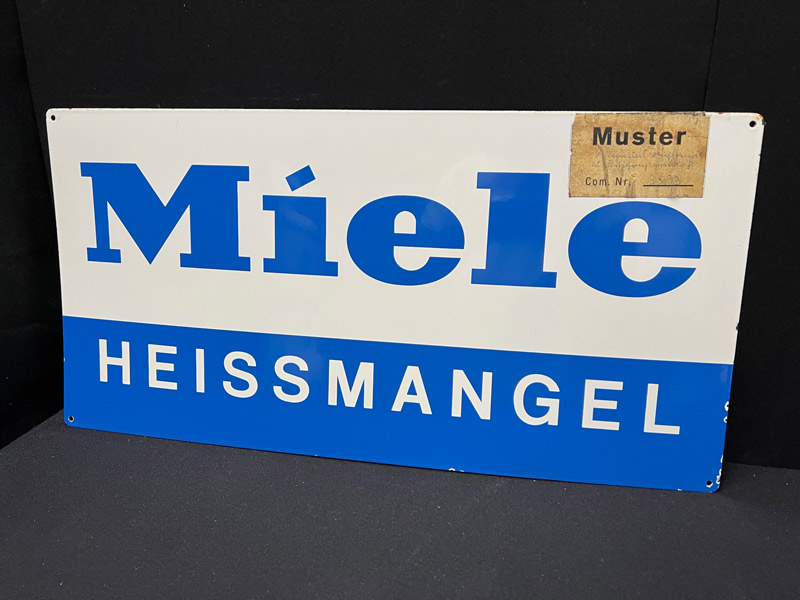 Miele
HEISSMANGEL
Muster
Com. Nr.